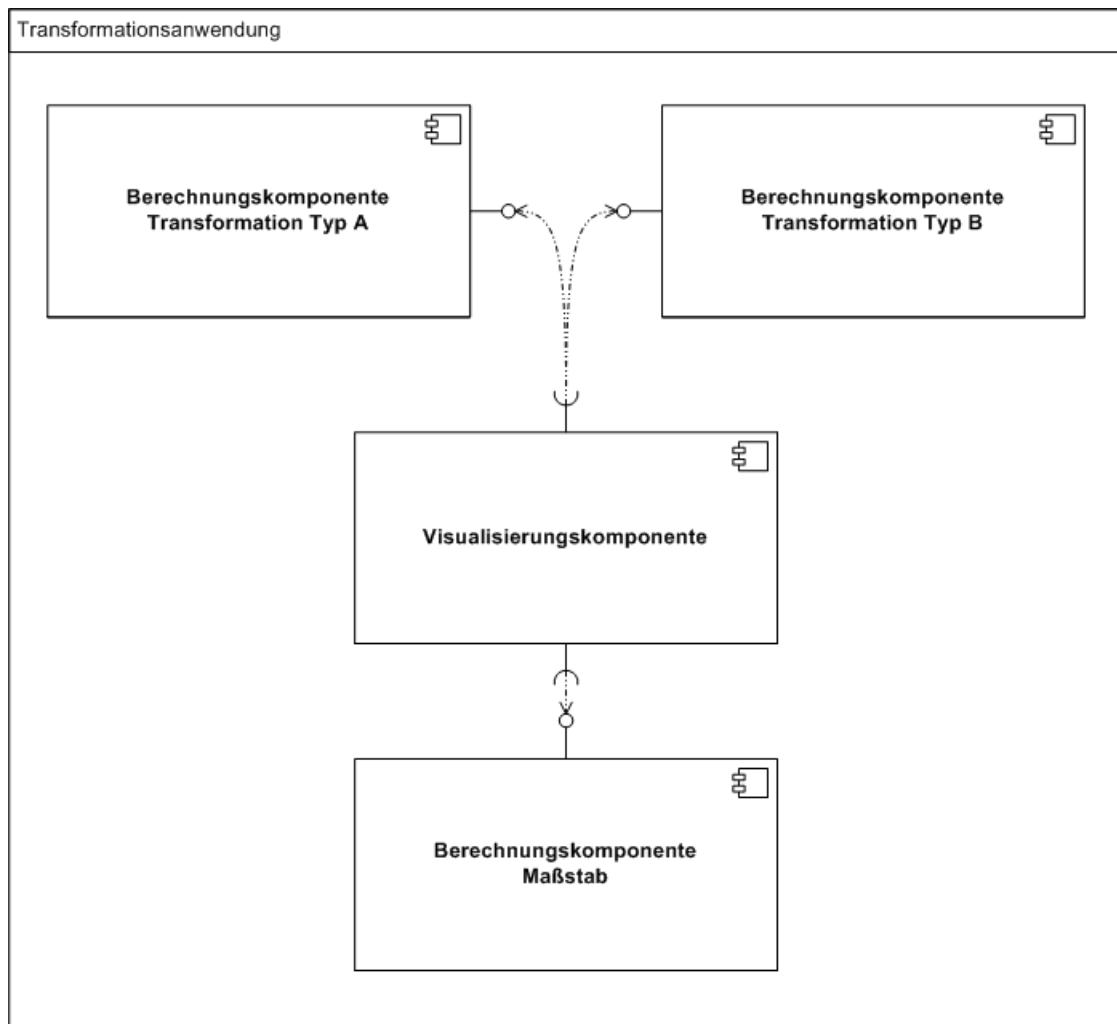 Transformationsanwendung
Berechnungskomponente
Transformation Typ A
Berechnungskomponente
Transformation Typ B
Visualisierungskomponente
Berechnungskomponente
Maßstab